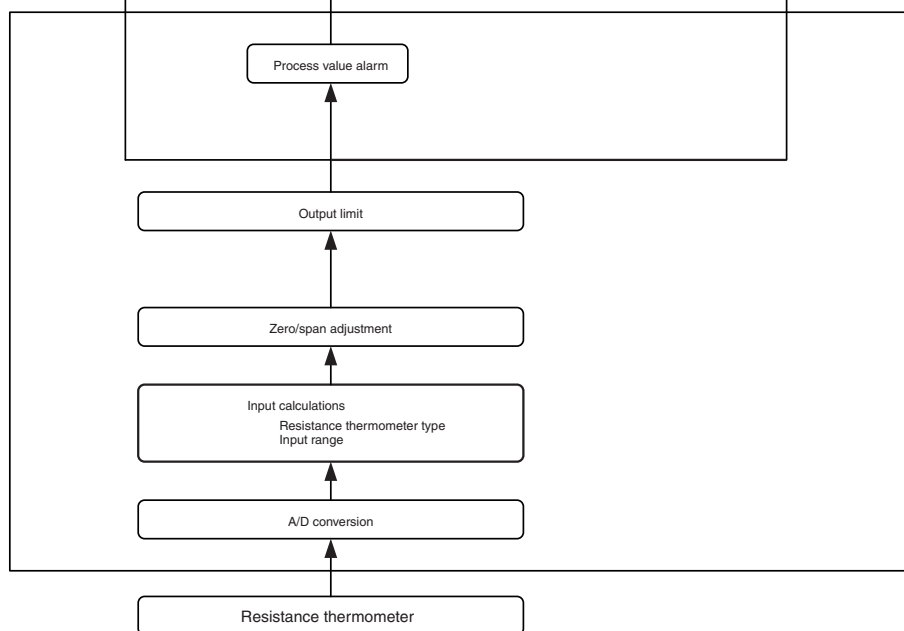 Process value alarm
Output limit
Zero/span adjustment
Input calculations
Resistance thermometer type
Input range
A/D conversion
Resistance thermometer